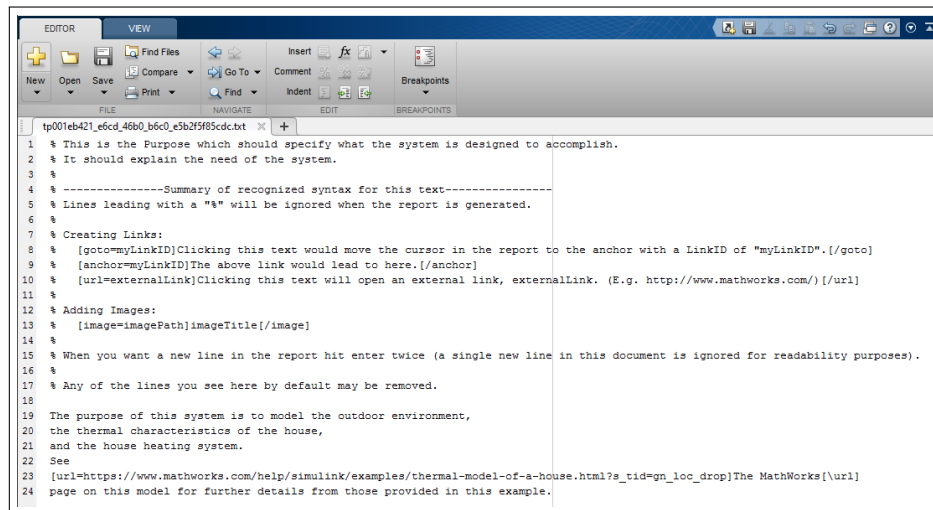 EDITOR VIEW
Find Files Insert fx
Compare Go To Comment
New Open Save Print Find Indent Breakpoints
FILE NAVIGATE EDIT BREAKPOINTS
tp001eb421_e6cd_46b0_b6c0_e5b2f5f85cdc.txt × +
1 % This is the Purpose which should specify what the system is designed to accomplish.
2 % It should explain the need of the system.
3 %
4 % ---------------Summary of recognized syntax for this text----------------
5 % Lines leading with a "%" will be ignored when the report is generated.
6 %
7 % Creating Links:
8 %   [goto=myLinkID]Clicking this text would move the cursor in the report to the anchor with a LinkID of "myLinkID".[/goto]
9 %   [anchor=myLinkID]The above link would lead to here.[/anchor]
10 %   [url=externalLink]Clicking this text will open an external link, externalLink. (E.g. http://www.mathworks.com/)[/url]
11 %
12 % Adding Images:
13 %   [image=imagePath]imageTitle[/image]
14 %
15 % When you want a new line in the report hit enter twice (a single new line in this document is ignored for readability purposes).
16 %
17 % Any of the lines you see here by default may be removed.
18
19 The purpose of this system is to model the outdoor environment,
20 the thermal characteristics of the house,
21 and the house heating system.
22 See
23 [url=https://www.mathworks.com/help/simulink/examples/thermal-model-of-a-house.html?s_tid=gn_loc_drop]The MathWorks[\url]
24 page on this model for further details from those provided in this example.